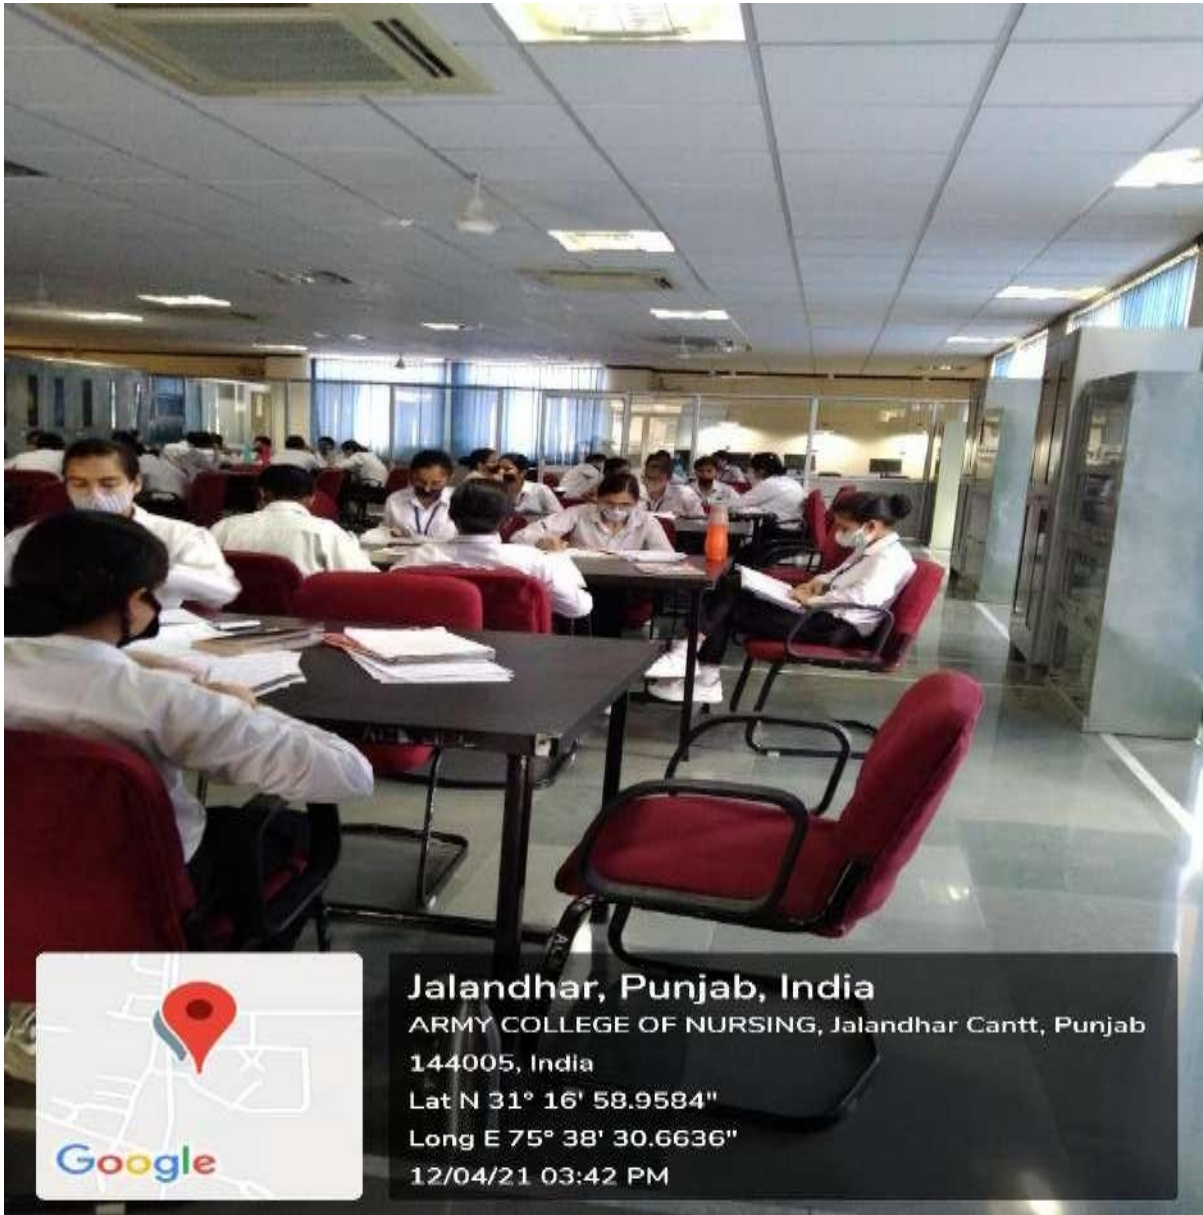 Jalandhar, Punjab, India
ARMY COLLEGE OF NURSING, Jalandhar Cantt, Punjab
144005, India
Lat N 31° 16' 58.9584"
Long E 75° 38' 30.6636"
12/04/21 03:42 PM
Google